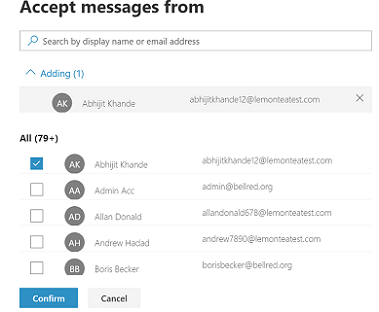 Accept messages from
Search by display name or email address
Adding (1)
AK Abhijit Khande abhijitkhande12@lemonteatest.com
All (79+)
AK Abhijit Khande abhijitkhande12@lemonteatest.com
AA Admin Acc admin@bellred.org
AD Allan Donald allandonald678@lemonteatest.com
AH Andrew Hadad andrew7890@lemonteatest.com
BB Boris Becker borisbecker@bellred.org
Confirm Cancel